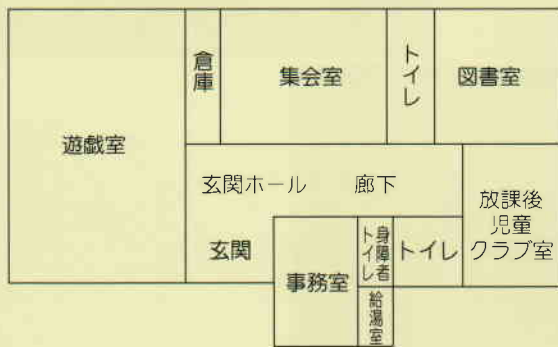 倉庫
集会室
トイレ
図書室
遊戯室
玄関ホール　廊下
放課後
児童
クラブ室
玄関
身障者
トイレ
トイレ
事務室
給湯室